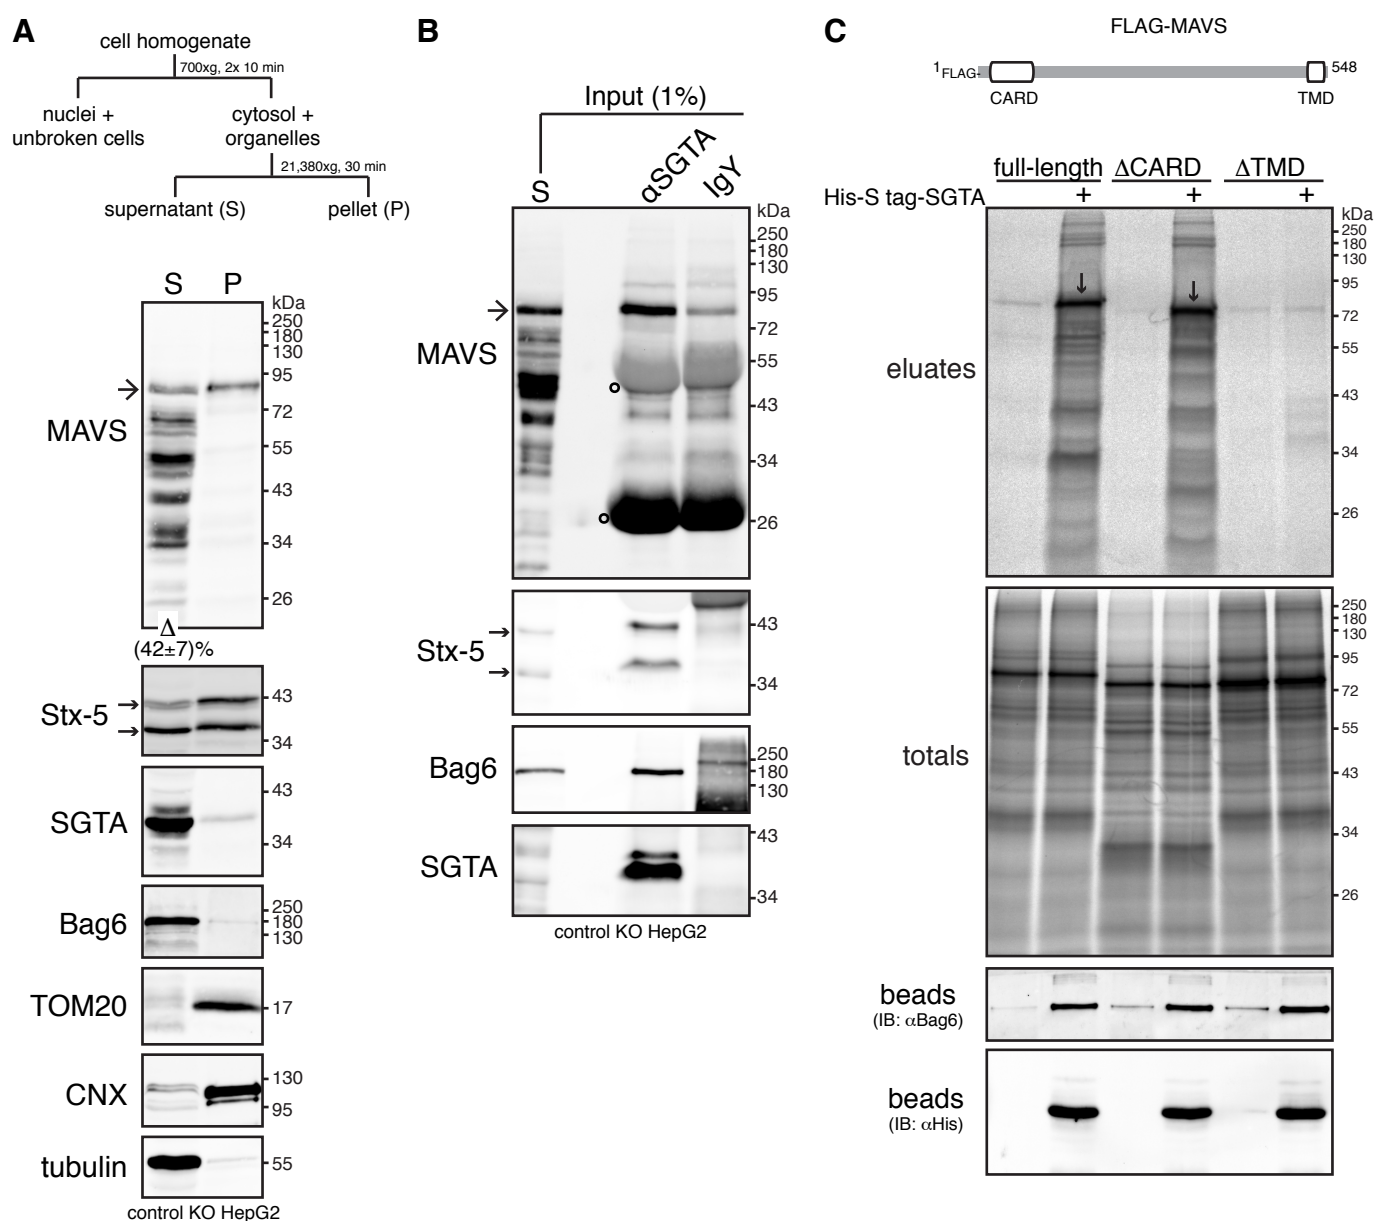 A
cell homogenate
700xg, 2x 10 min
nuclei +
unbroken cells
cytosol +
organelles
21,380xg, 30 min
supernatant (S)
pellet (P)
S P
kDa
250
180
130
95
72
55
43
34
26
MAVS
Δ
(42±7)%
Stx-5
43
34
SGTA
43
34
Bag6
250
180
130
TOM20
17
CNX
130
95
tubulin
55
control KO HepG2
B
Input (1%)
S
αSGTA
IgY
kDa
250
180
130
95
72
55
43
34
26
MAVS
Stx-5
43
34
Bag6
250
180
130
SGTA
43
34
control KO HepG2
C
FLAG-MAVS
1 FLAG-
548
CARD
TMD
full-length ΔCARD ΔTMD
His-S tag-SGTA + + +
kDa
250
180
130
95
72
55
43
34
26
eluates
250
180
130
95
72
55
43
34
26
totals
beads
(IB: αBag6)
beads
(IB: αHis)